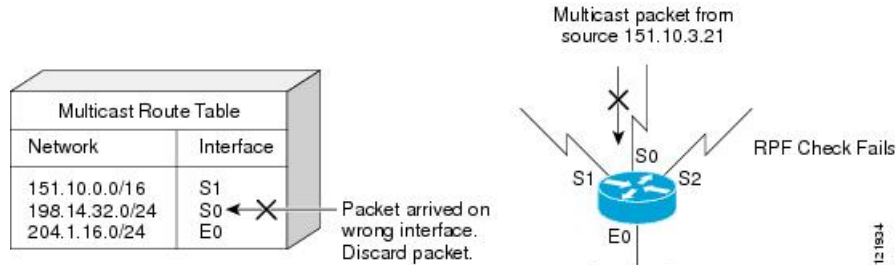 Multicast packet from
source 151.10.3.21
Multicast Route Table
Network Interface
151.10.0.0/16 S1
198.14.32.0/24 S0
204.1.16.0/24 E0
Packet arrived on
wrong interface.
Discard packet.
RPF Check Fails
S0
S1 S2
E0
121934